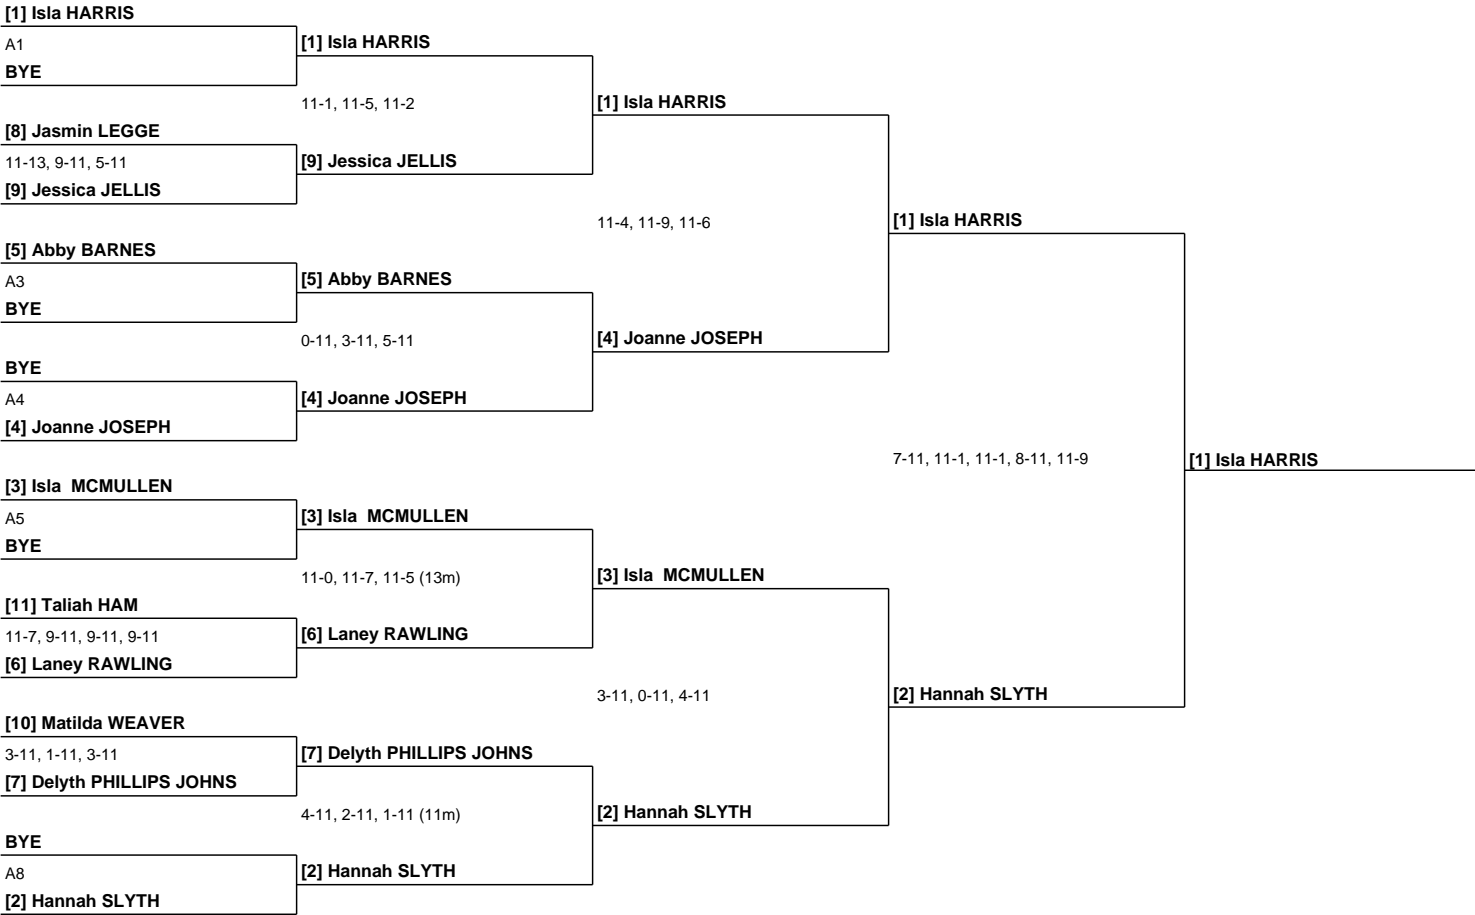 [1] Isla HARRIS
A1
BYE
[8] Jasmin LEGGE
11-13, 9-11, 5-11
[9] Jessica JELLIS
[5] Abby BARNES
A3
BYE
BYE
A4
[4] Joanne JOSEPH
[3] Isla  MCMULLEN
A5
BYE
[11] Taliah HAM
11-7, 9-11, 9-11, 9-11
[6] Laney RAWLING
[10] Matilda WEAVER
3-11, 1-11, 3-11
[7] Delyth PHILLIPS JOHNS
BYE
A8
[2] Hannah SLYTH
[1] Isla HARRIS
11-1, 11-5, 11-2
[9] Jessica JELLIS
[5] Abby BARNES
0-11, 3-11, 5-11
[4] Joanne JOSEPH
[3] Isla  MCMULLEN
11-0, 11-7, 11-5 (13m)
[6] Laney RAWLING
[7] Delyth PHILLIPS JOHNS
4-11, 2-11, 1-11 (11m)
[2] Hannah SLYTH
[1] Isla HARRIS
11-4, 11-9, 11-6
[4] Joanne JOSEPH
[3] Isla  MCMULLEN
3-11, 0-11, 4-11
[2] Hannah SLYTH
[1] Isla HARRIS
7-11, 11-1, 11-1, 8-11, 11-9
[2] Hannah SLYTH
[1] Isla HARRIS